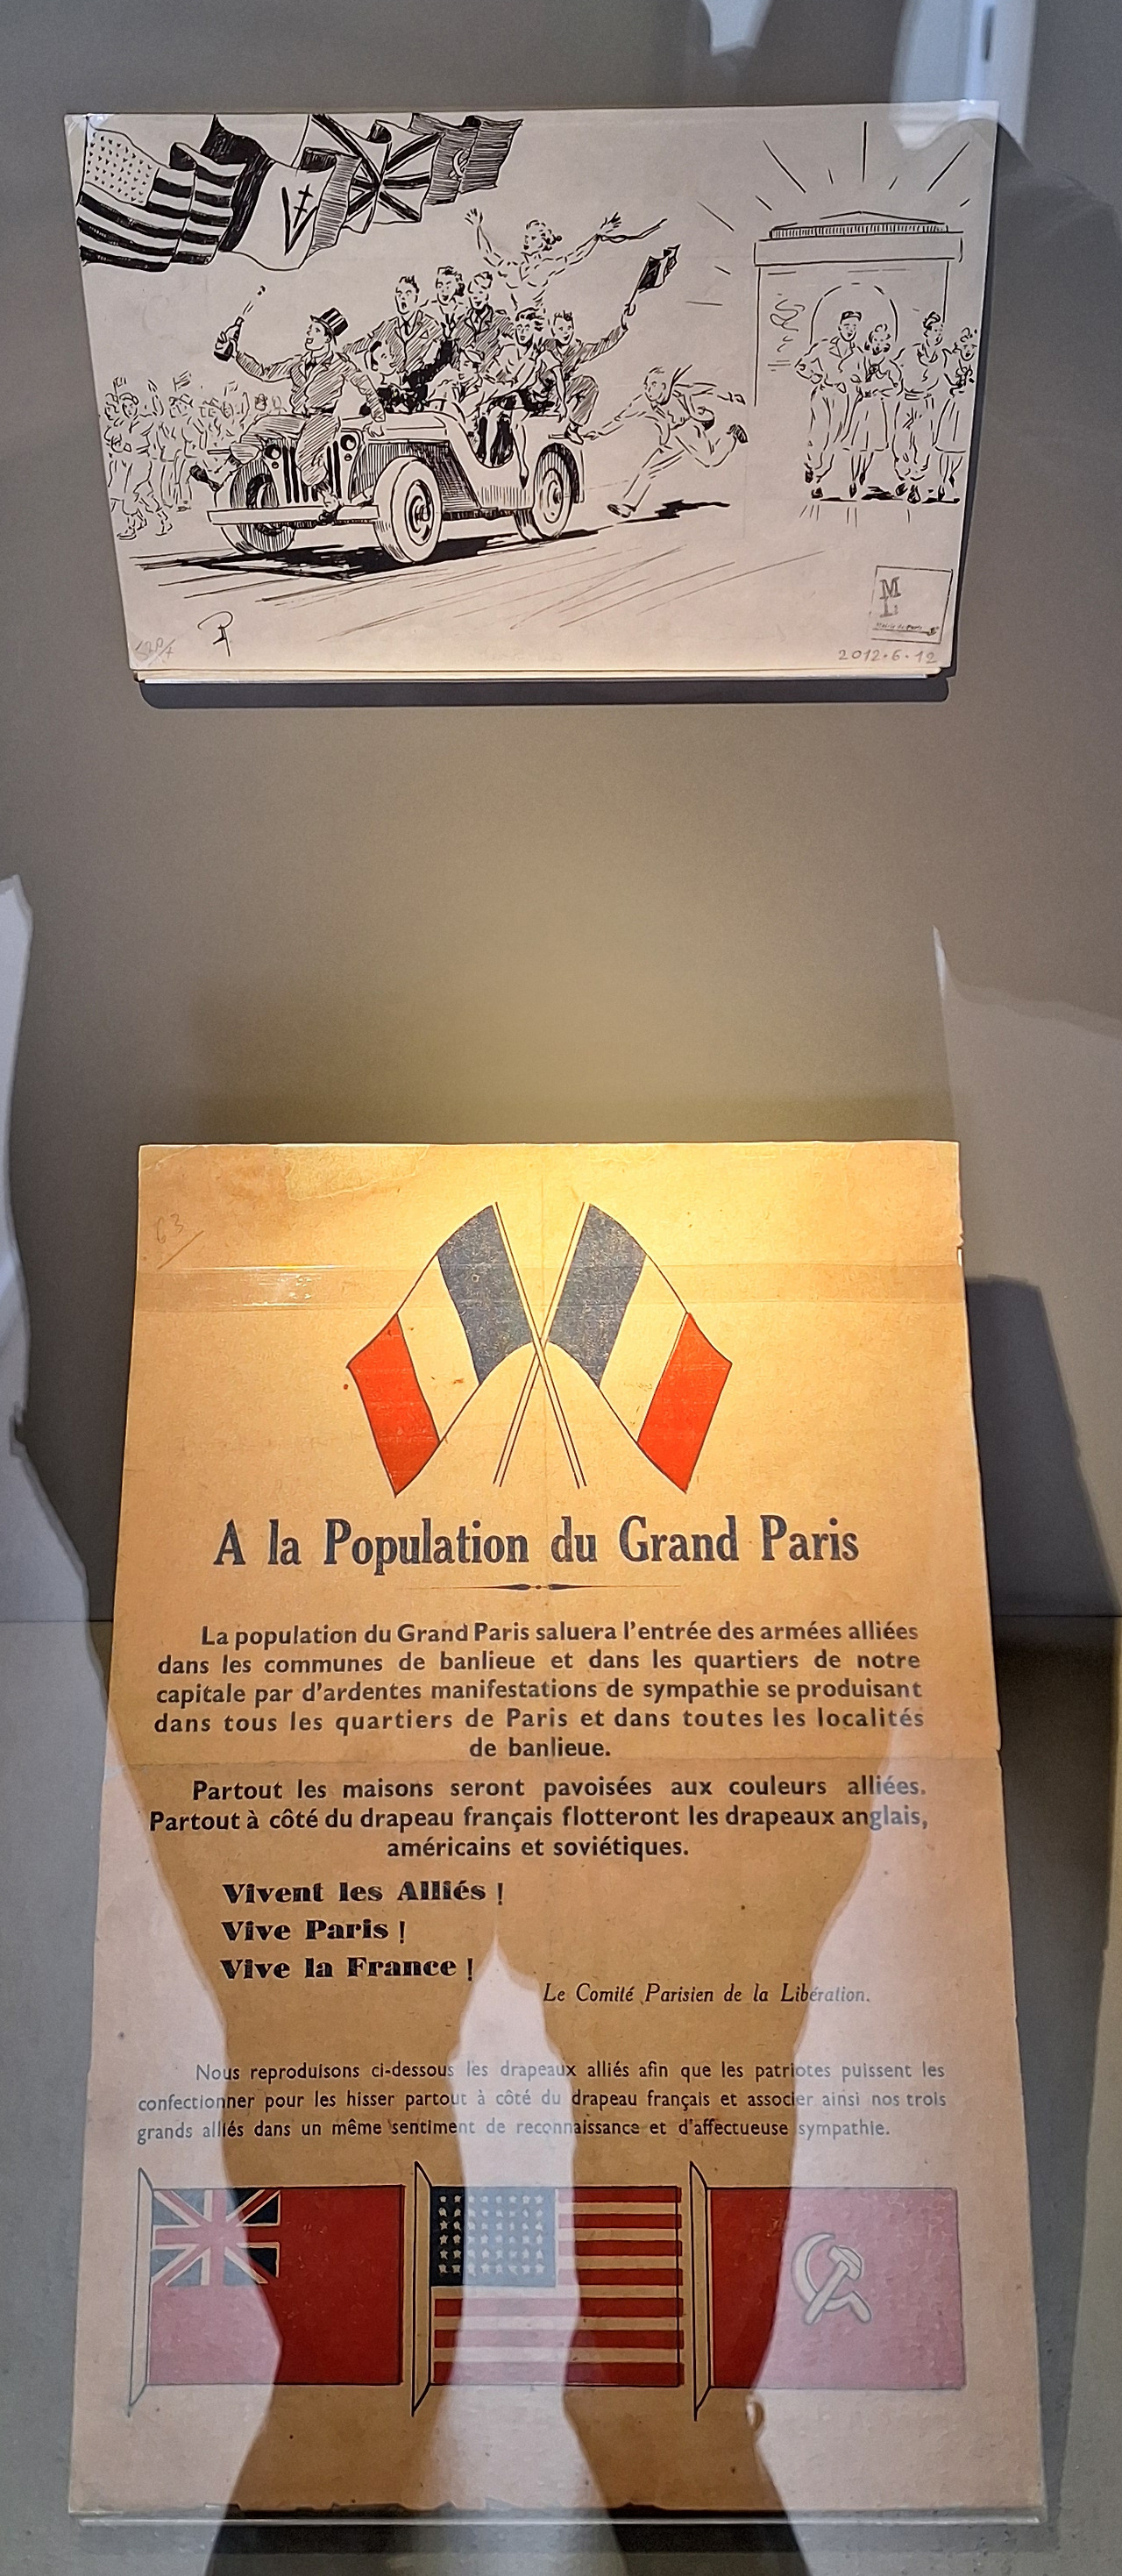 M
L
2012.6.12
63
A la Population du Grand Paris
La population du Grand Paris saluera l'entrée des armées alliées
dans les communes de banlieue et dans les quartiers de notre
capitale par d'ardentes manifestations de sympathie se produisant
dans tous les quartiers de Paris et dans toutes les localités
de banlieue.
Partout les maisons seront pavoisées aux couleurs alliées.
Partout à côté du drapeau français flotteront les drapeaux anglais,
américains et soviétiques.
Vivent les Alliés !
Vive Paris !
Vive la France !
Le Comité Parisien de la Libération.
Nous reproduisons ci-dessous les drapeaux alliés afin que les patriotes puissent les
confectionner pour les hisser partout à côté du drapeau français et associer ainsi nos trois
grands alliés dans un même sentiment de reconnaissance et d'affectueuse sympathie.